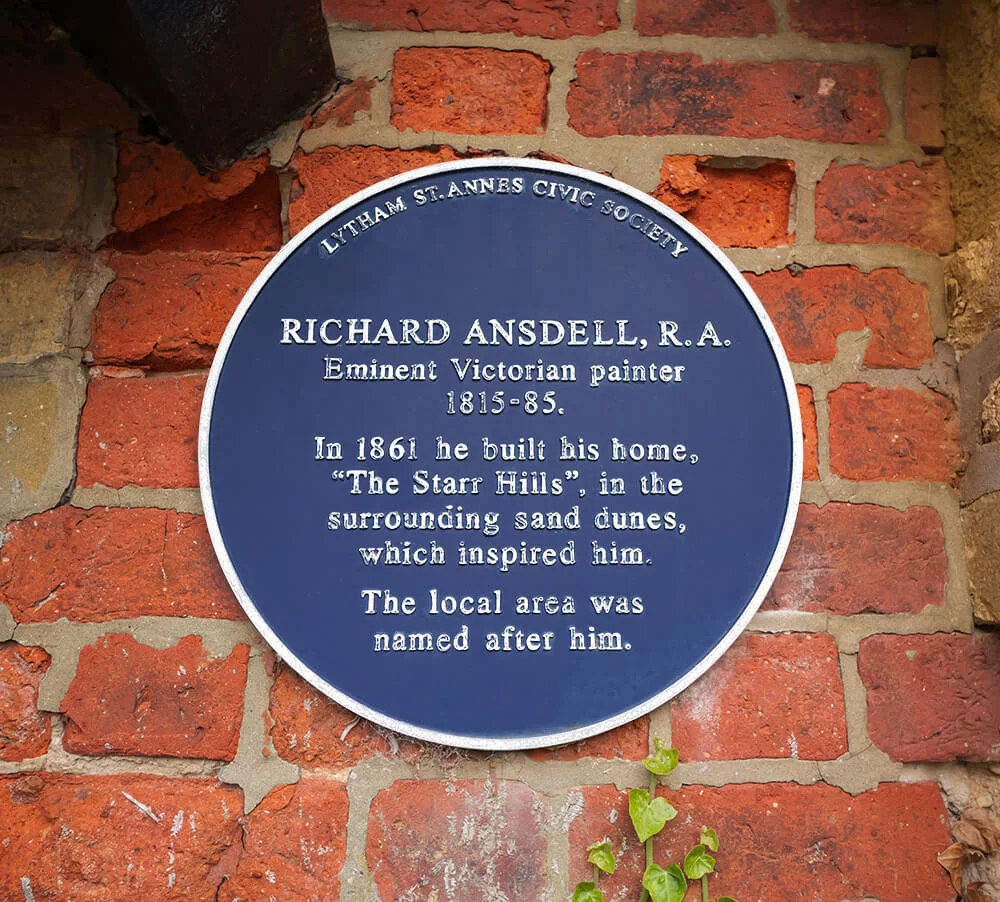 LYTHAM ST. ANNES CIVIC SOCIETY
RICHARD ANSDELL, R.A.
Eminent Victorian painter
1815-85.
In 1861 he built his home,
“The Starr Hills”, in the
surrounding sand dunes,
which inspired him.
The local area was
named after him.